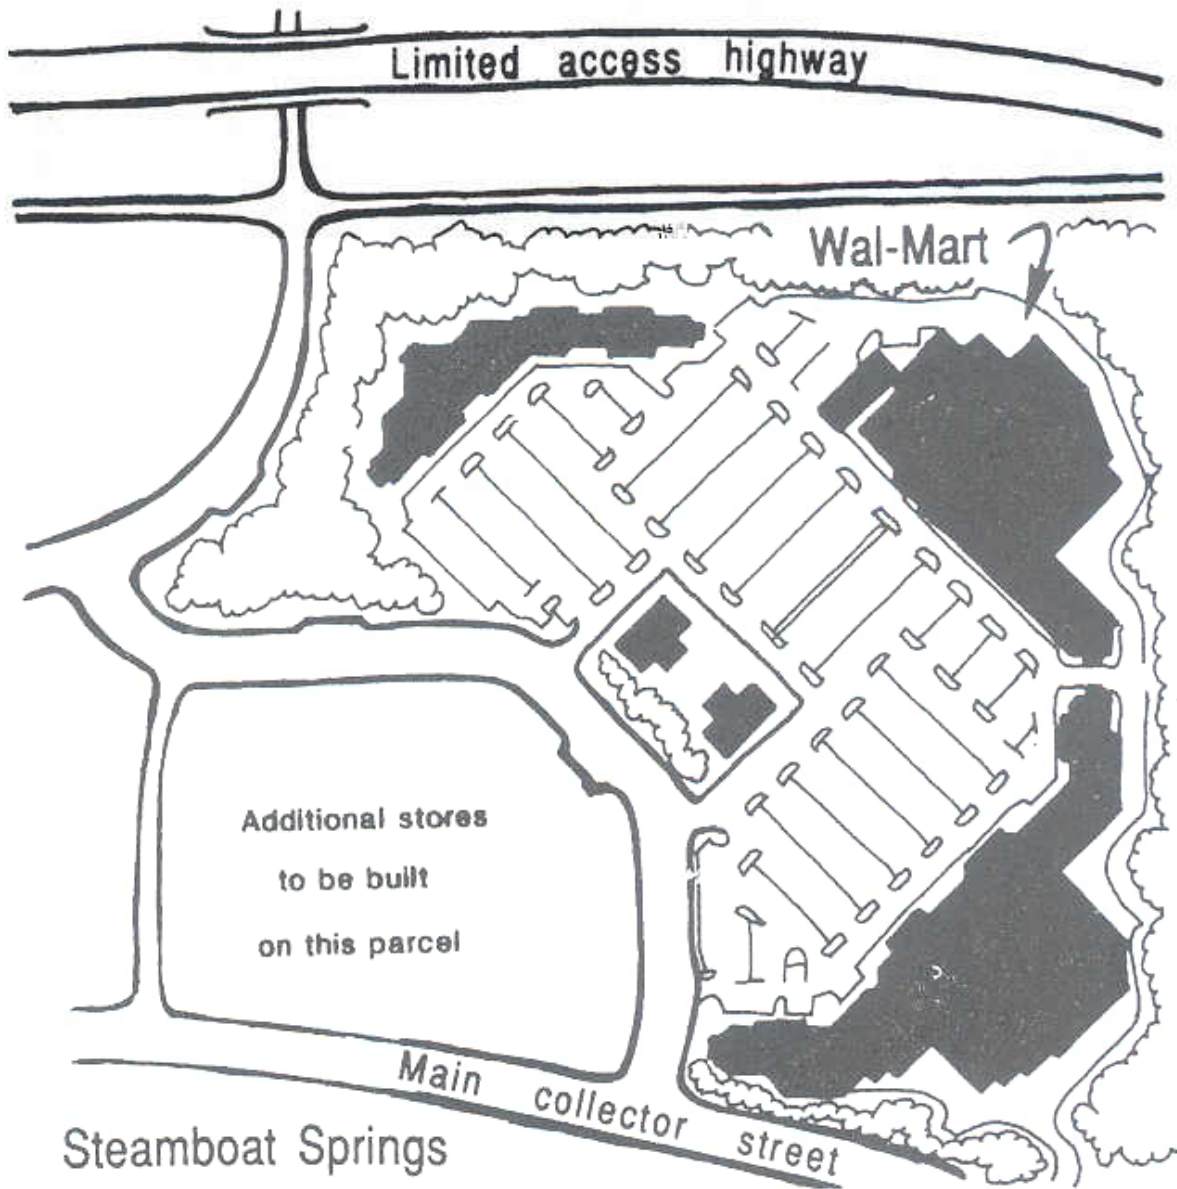 Limited access highway
Wal-Mart
Additional stores
to be built
on this parcel
Main collector street
Steamboat Springs